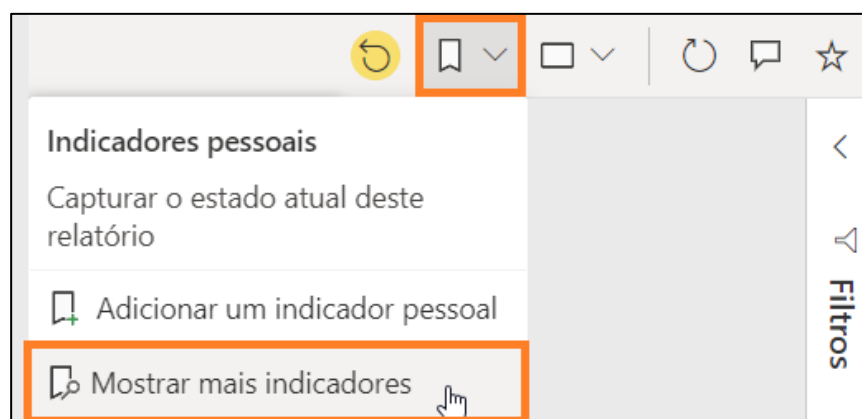 Indicadores pessoais
Capturar o estado atual deste
relatório
Adicionar um indicador pessoal
Mostrar mais indicadores
Filtros